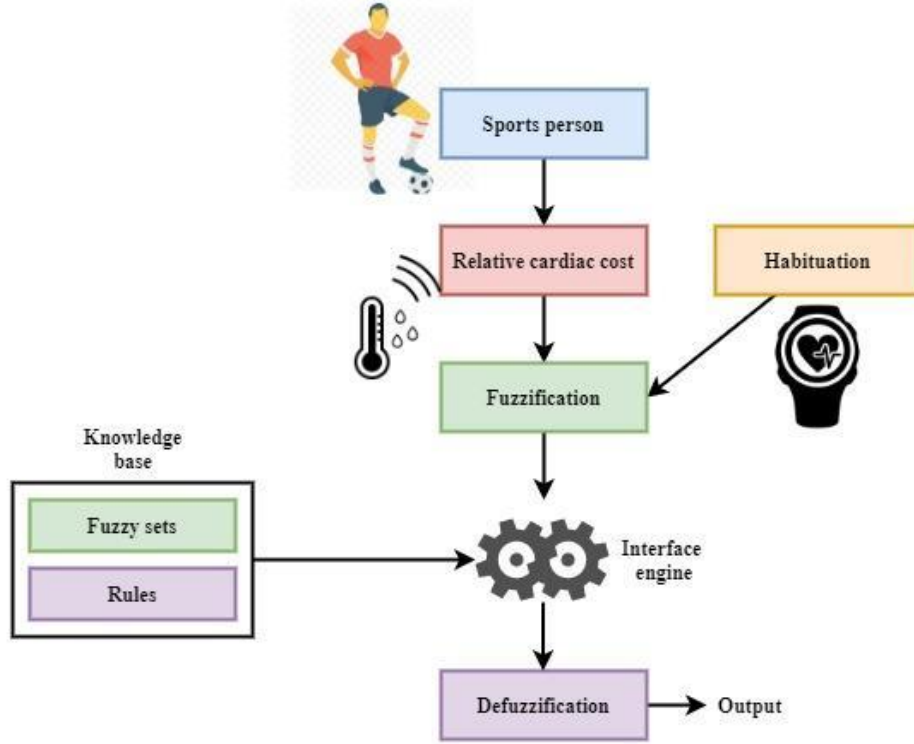 Sports person
Relative cardiac cost
Habituation
Fuzzification
Knowledge
base
Fuzzy sets
Rules
Interface
engine
Defuzzification
Output